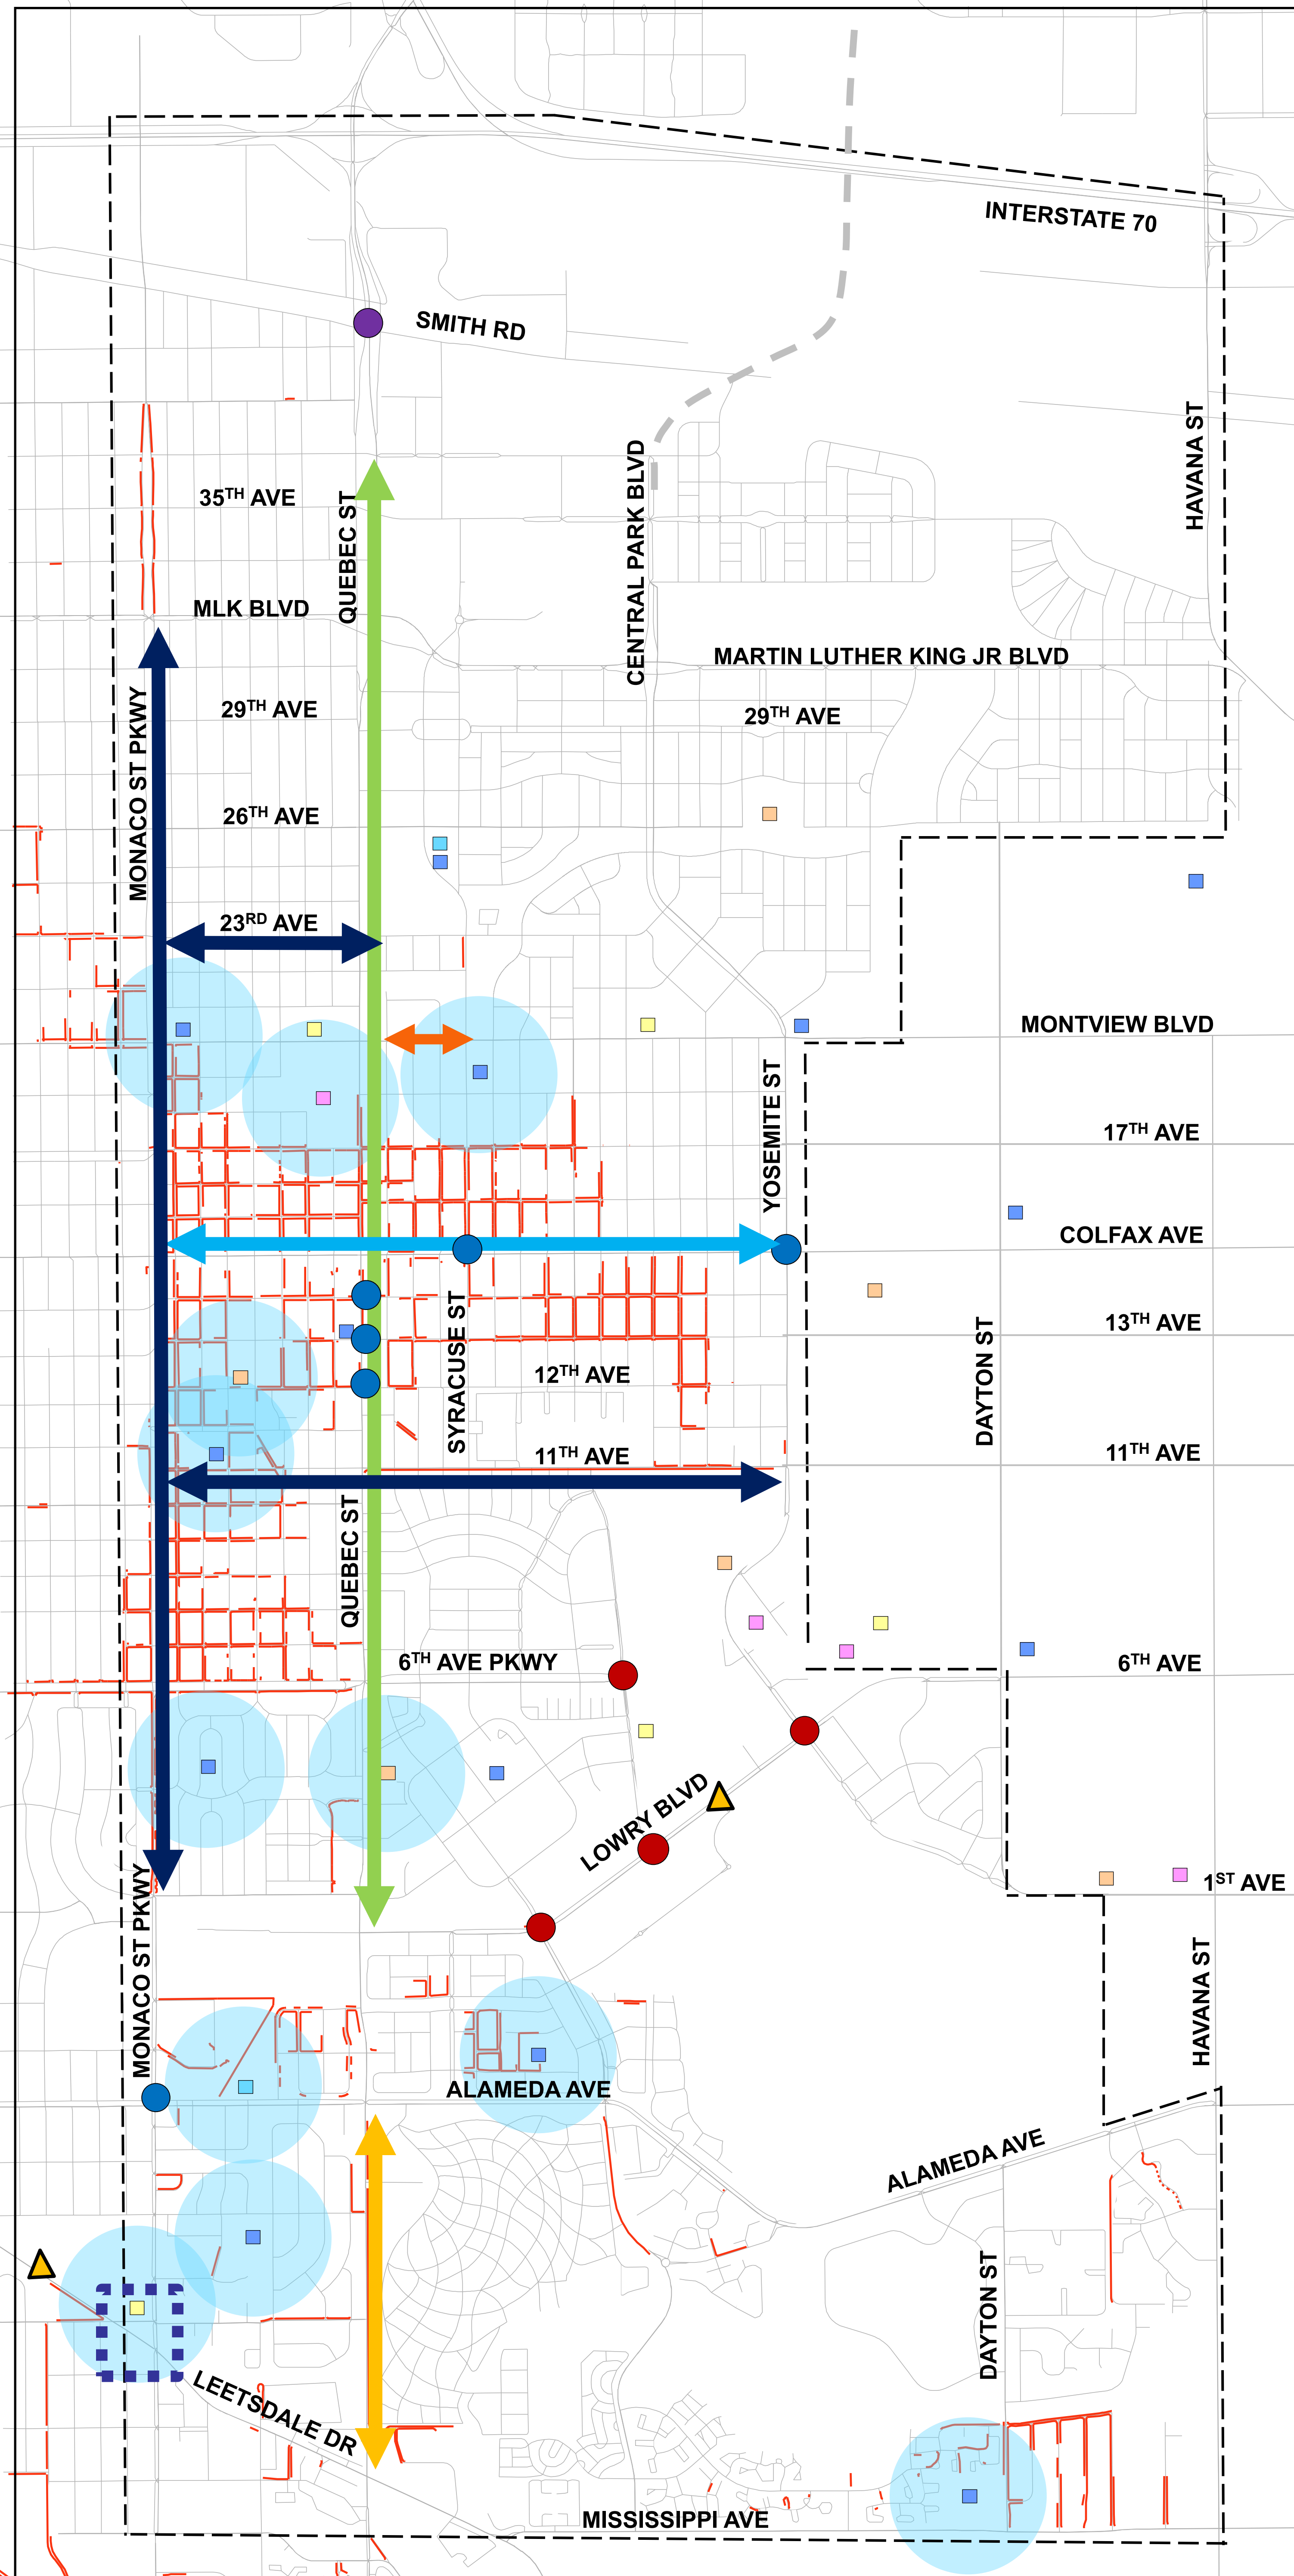 INTERSTATE 70
SMITH RD
HAVANA ST
CENTRAL PARK BLVD
35TH AVE
QUEBEC ST
MLK BLVD
MARTIN LUTHER KING JR BLVD
MONACO ST PKWY
29TH AVE
29TH AVE
26TH AVE
23RD AVE
MONTVIEW BLVD
YOSEMITE ST
17TH AVE
COLFAX AVE
SYRACUSE ST
13TH AVE
DAYTON ST
12TH AVE
11TH AVE
11TH AVE
QUEBEC ST
6TH AVE PKWY
6TH AVE
LOWRY BLVD
1ST AVE
MONACO ST PKWY
HAVANA ST
ALAMEDA AVE
ALAMEDA AVE
DAYTON ST
LEETSDALE DR
MISSISSIPPI AVE